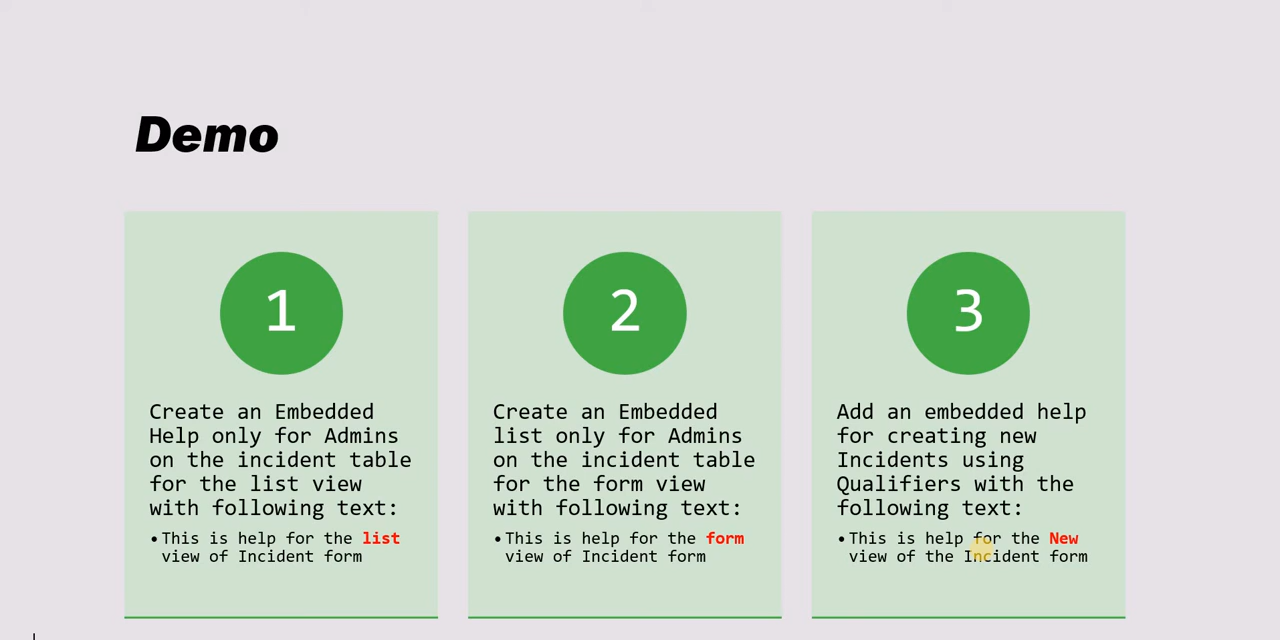 Demo
1
Create an Embedded
Help only for Admins
on the incident table
for the list view
with following text:
•This is help for the list
view of Incident form
2
Create an Embedded
list only for Admins
on the incident table
for the form view
with following text:
•This is help for the form
view of Incident form
3
Add an embedded help
for creating new
Incidents using
Qualifiers with the
following text:
•This is help for the New
view of the Incident form